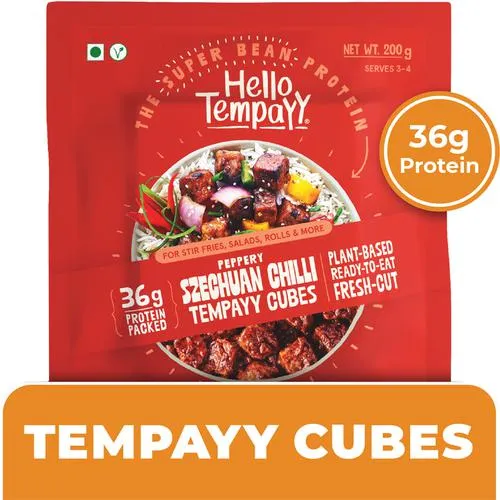 THE SUPER BEAN PROTEIN
NET WT. 200g
SERVES 3-4
Hello
TempaYY®
36g
Protein
FOR STIR FRIES, SALADS, ROLLS & MORE
PEPPERY
SZECHUAN CHILLI
TEMPAYY CUBES
36g
PROTEIN
PACKED
PLANT-BASED
READY-TO-EAT
FRESH-CUT
TEMPAYY CUBES